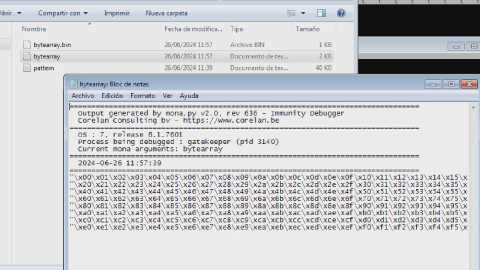 Abrir Compartir con Imprimir Nueva carpeta
Nombre Fecha de modifica... Tipo Tamaño
bytearray.bin 26/06/2024 11:57 Archivo BIN 1 KB
bytearray 26/06/2024 11:57 Documento de tex... 2 KB
pattern 26/06/2024 11:39 Documento de tex... 40 KB
bytearray: Bloc de notas
Archivo Edición Formato Ver Ayuda
================================================================================
Output generated by mona.py v2.0, rev 636 - Immunity Debugger
Corelan Consulting bv - https://www.corelan.be
================================================================================
OS : 7, release 6.1.7601
Process being debugged : gatekeeper (pid 3140)
Current mona arguments: bytearray
================================================================================
2024-06-26 11:57:39
================================================================================
"\x00\x01\x02\x03\x04\x05\x06\x07\x08\x09\x0a\x0b\x0c\x0d\x0e\x0f\x10\x11\x12\x13\x14\x15\x
"\x20\x21\x22\x23\x24\x25\x26\x27\x28\x29\x2a\x2b\x2c\x2d\x2e\x2f\x30\x31\x32\x33\x34\x35\x
"\x40\x41\x42\x43\x44\x45\x46\x47\x48\x49\x4a\x4b\x4c\x4d\x4e\x4f\x50\x51\x52\x53\x54\x55\x
"\x60\x61\x62\x63\x64\x65\x66\x67\x68\x69\x6a\x6b\x6c\x6d\x6e\x6f\x70\x71\x72\x73\x74\x75\x
"\x80\x81\x82\x83\x84\x85\x86\x87\x88\x89\x8a\x8b\x8c\x8d\x8e\x8f\x90\x91\x92\x93\x94\x95\x
"\xa0\xa1\xa2\xa3\xa4\xa5\xa6\xa7\xa8\xa9\xaa\xab\xac\xad\xae\xaf\xb0\xb1\xb2\xb3\xb4\xb5\x
"\xc0\xc1\xc2\xc3\xc4\xc5\xc6\xc7\xc8\xc9\xca\xcb\xcc\xcd\xce\xcf\xd0\xd1\xd2\xd3\xd4\xd5\x
"\xe0\xe1\xe2\xe3\xe4\xe5\xe6\xe7\xe8\xe9\xea\xeb\xec\xed\xee\xef\xf0\xf1\xf2\xf3\xf4\xf5\x